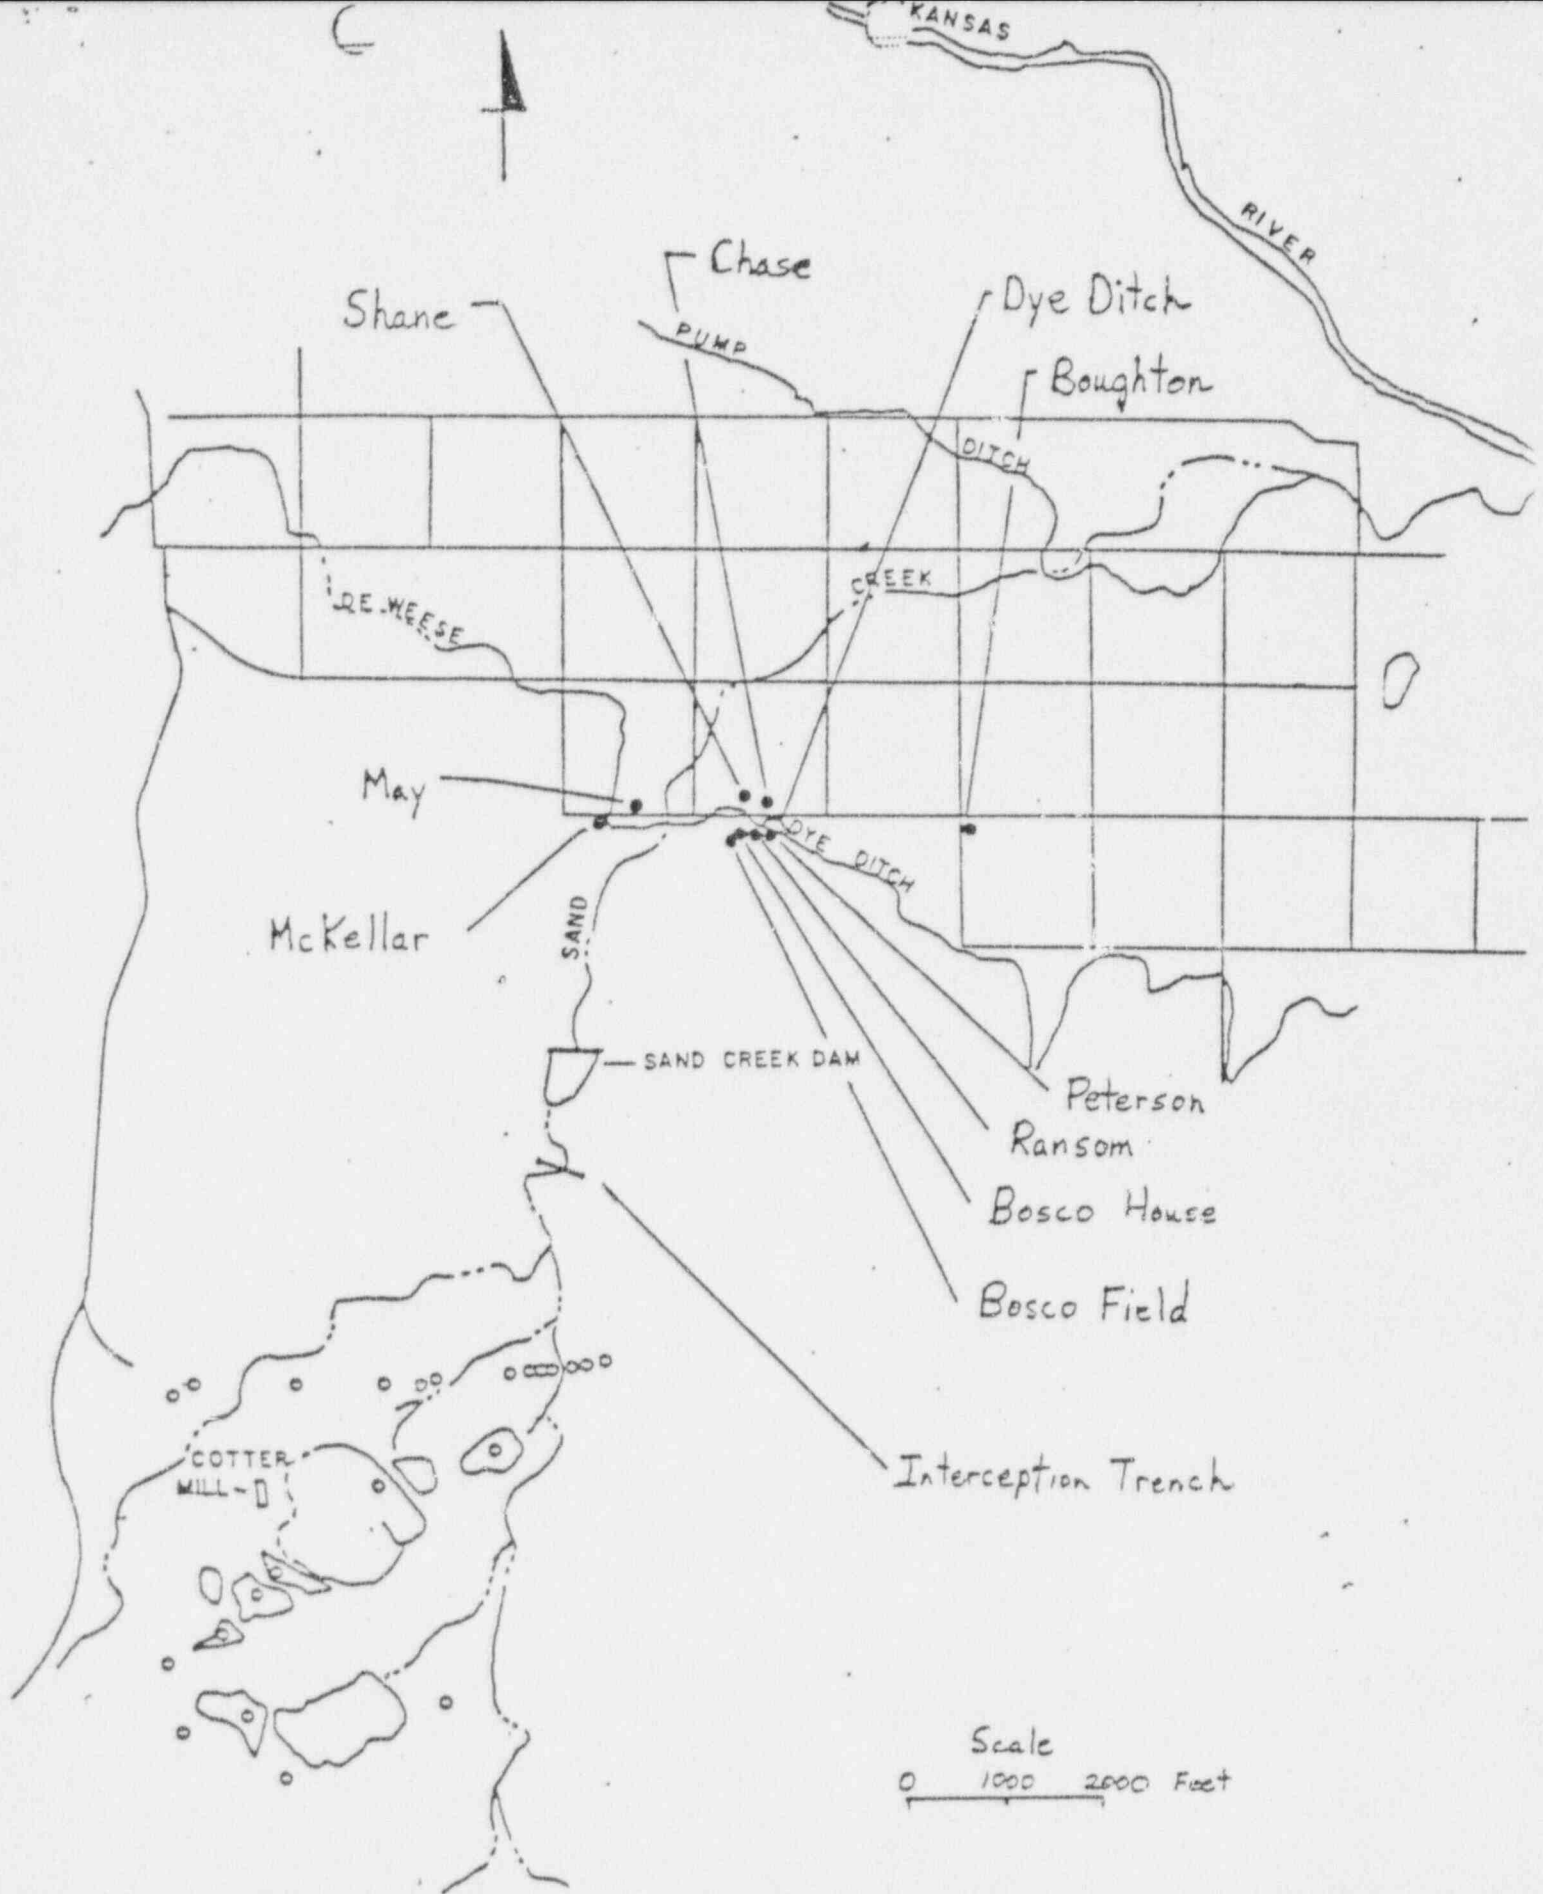 KANSAS
RIVER
Chase
Shane
Dye Ditch
PUMP
Boughton
DITCH
CREEK
DE-WEESE
May
DYE DITCH
McKellar
SAND
SAND CREEK DAM
Peterson
Ransom
Bosco House
Bosco Field
COTTER
MILL-
Interception Trench
Scale
0 1000 2000 Feet